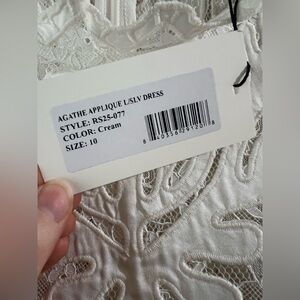 AGATHE APPLIQUE L/SLV DRESS
STYLE: RS25-077
COLOR: Cream
SIZE: 10